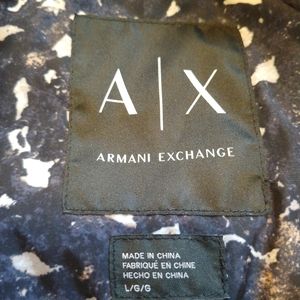 A|X
ARMANI EXCHANGE
MADE IN CHINA
FABRIQUÉ EN CHINE
HECHO EN CHINA
L/G/G